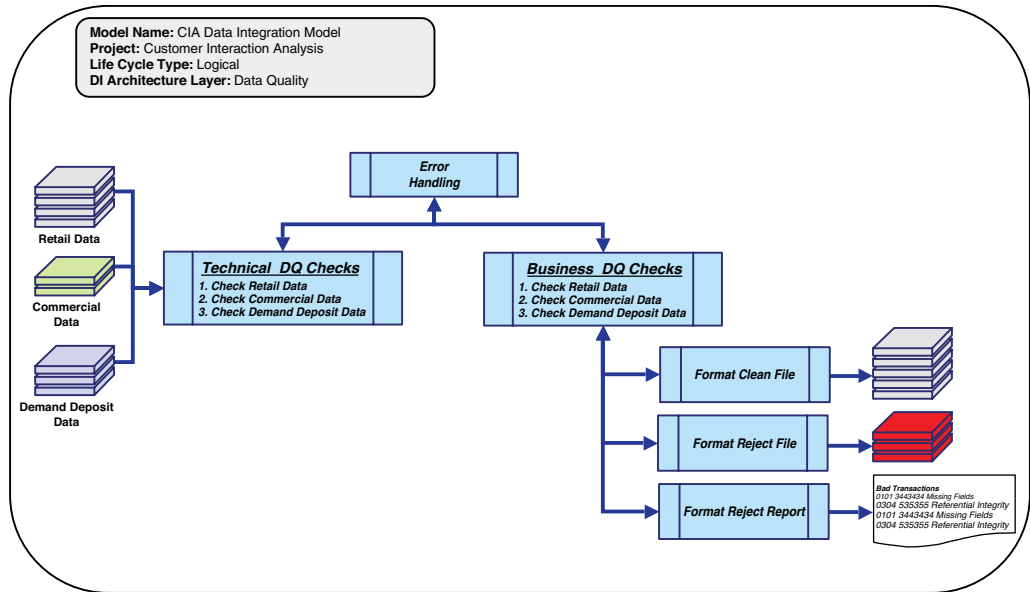 Model Name: CIA Data Integration Model
Project: Customer Interaction Analysis
Life Cycle Type: Logical
DI Architecture Layer: Data Quality
Error
Handling
Retail Data
Commercial
Data
Demand Deposit
Data
Technical DQ Checks
1. Check Retail Data
2. Check Commercial Data
3. Check Demand Deposit Data
Business DQ Checks
1. Check Retail Data
2. Check Commercial Data
3. Check Demand Deposit Data
Format Clean File
Format Reject File
Format Reject Report
Bad Transactions
0101 3443434 Missing Fields
0304 535355 Referential Integrity
0101 3443434 Missing Fields
0304 535355 Referential Integrity